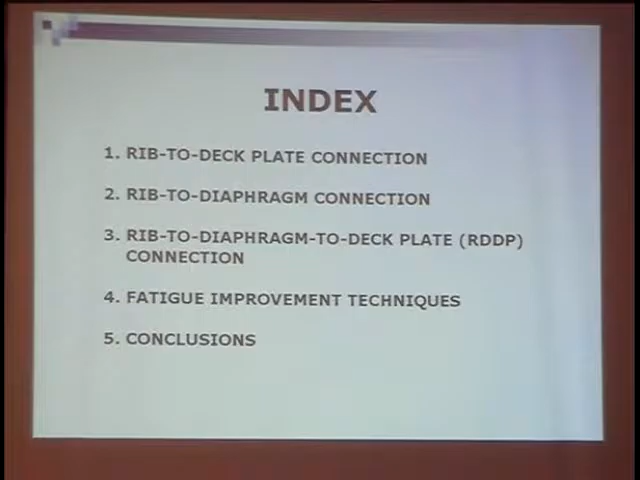 INDEX
1. RIB-TO-DECK PLATE CONNECTION
2. RIB-TO-DIAPHRAGM CONNECTION
3. RIB-TO-DIAPHRAGM-TO-DECK PLATE (RDDP)
CONNECTION
4. FATIGUE IMPROVEMENT TECHNIQUES
5. CONCLUSIONS